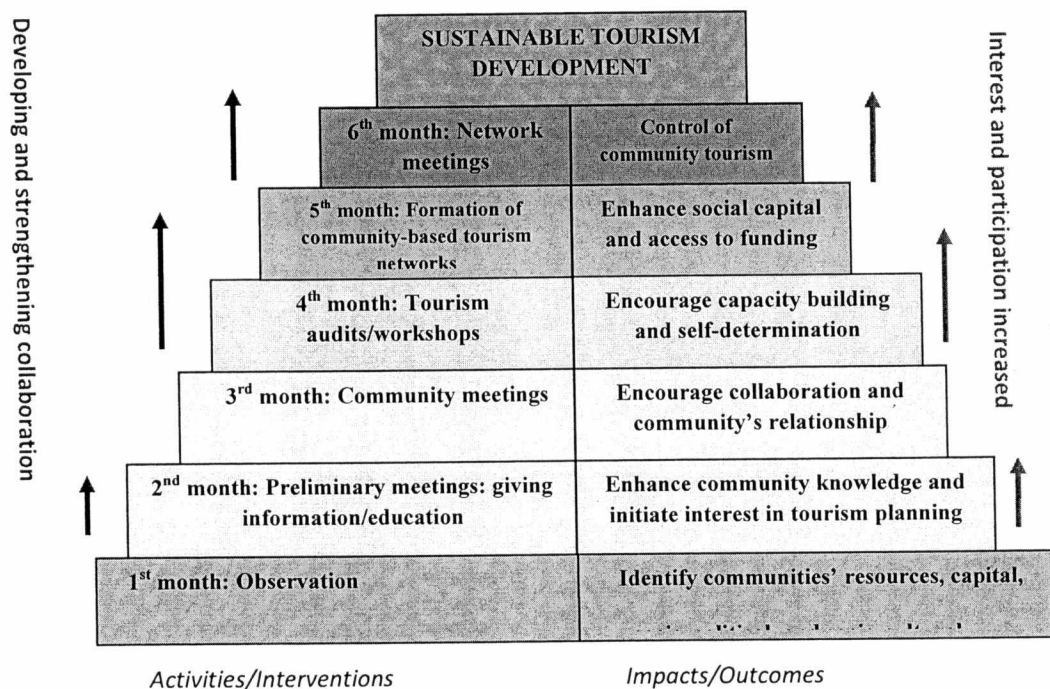 Developing and strengthening collaboration
SUSTAINABLE TOURISM
DEVELOPMENT
6th month: Network
meetings
Control of
community tourism
5th month: Formation of
community-based tourism
networks
Enhance social capital
and access to funding
4th month: Tourism
audits/workshops
Encourage capacity building
and self-determination
3rd month: Community meetings
Encourage collaboration and
community's relationship
2nd month: Preliminary meetings: giving
information/education
Enhance community knowledge and
initiate interest in tourism planning
1st month: Observation
Identify communities' resources, capital,
Interest and participation increased
Activities/Interventions
Impacts/Outcomes